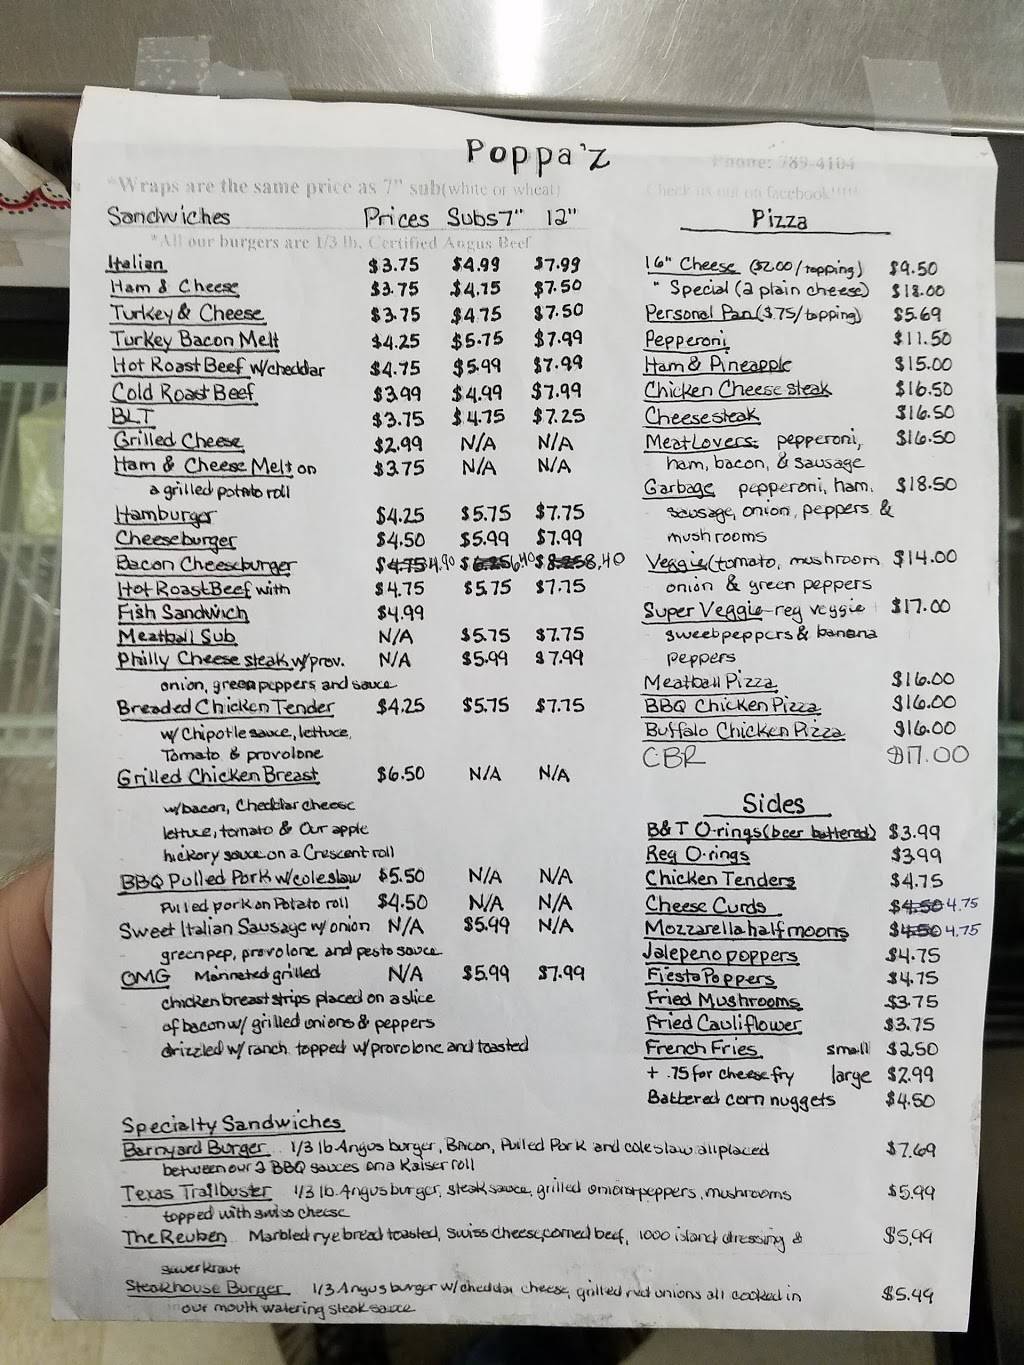 Poppa'z
Phone: 789-4104
*Wraps are the same price as 7" sub(white or wheat)
Check us out on facebook!!!!!
Sandwiches Prices Subs 7" 12"
*All our burgers are 1/3 lb. Certified Angus Beef
Italian $3.75 $4.99 $7.99
Ham & Cheese $3.75 $4.75 $7.50
Turkey & Cheese $3.75 $4.75 $7.50
Turkey Bacon Melt $4.25 $5.75 $7.99
Hot Roast Beef w/cheddar $4.75 $5.99 $7.99
Cold Roast Beef $3.99 $4.99 $7.99
BLT $3.75 $4.75 $7.25
Grilled Cheese $2.99 N/A N/A
Ham & Cheese Melt on $3.75 N/A N/A
a grilled potato roll
Hamburger $4.25 $5.75 $7.75
Cheeseburger $4.50 $5.99 $7.99
Bacon Cheeseburger $4.75 4.90 $6.25 6.40 $8.25 8.40
Hot Roast Beef with $4.75 $5.75 $7.75
Fish Sandwich $4.99
Meatball Sub N/A $5.75 $7.75
Philly Cheese steak w/prov. N/A $5.99 $7.99
onion, green peppers and sauce
Breaded Chicken Tender $4.25 $5.75 $7.75
w/ Chipotle sauce, lettuce,
Tomato & provolone
Grilled Chicken Breast $6.50 N/A N/A
w/bacon, Cheddar cheese
lettuce, tomato & Our apple
hickory sauce on a Crescent roll
BBQ Pulled Pork w/coleslaw $5.50 N/A N/A
Pulled pork on Potato roll $4.50 N/A N/A
Sweet Italian Sausage w/ onion N/A $5.99 N/A
green pep, provolone and pesto sauce
OMG Marinated grilled N/A $5.99 $7.99
chicken breast strips placed on a slice
of bacon w/ grilled onions & peppers
drizzled w/ranch topped w/provolone and toasted
Pizza
16" Cheese ($2.00/topping) $9.50
" Special (2 plain cheese) $18.00
Personal Pan ($.75/topping) $5.69
Pepperoni $11.50
Ham & Pineapple $15.00
Chicken Cheese steak $16.50
Cheesesteak $16.50
Meat Lovers: pepperoni, $16.50
ham, bacon, & sausage
Garbage pepperoni, ham, $18.50
sausage, onion, peppers &
mushrooms
Veggie (tomato, mushroom $14.00
onion & green peppers
Super Veggie - reg veggie $17.00
sweet peppers & banana
peppers
Meatball Pizza $16.00
BBQ Chicken Pizza $16.00
Buffalo Chicken Pizza $16.00
CBR $17.00
Sides
B&T O-rings (beer battered) $3.99
Reg O-rings $3.99
Chicken Tenders $4.75
Cheese Curds $4.50 4.75
Mozzarella half moons $4.50 4.75
Jalepeno poppers $4.75
Fiesta Poppers $4.75
Fried Mushrooms $3.75
Fried Cauliflower $3.75
French Fries small $2.50
+ .75 for cheese fry large $2.99
Battered corn nuggets $4.50
Specialty Sandwiches
Barnyard Burger 1/3 lb Angus burger, Bacon, Pulled Pork and coleslaw all placed $7.69
between our 2 BBQ sauces on a Kaiser roll
Texas Trailbuster 1/3 lb. Angus burger, steak sauce, grilled onions + peppers, mushrooms $5.99
topped with swiss cheese
The Reuben Marbled rye bread toasted, Swiss cheese, corned beef, 1000 island dressing & $5.99
sauerkraut
Steakhouse Burger 1/3 Angus burger w/cheddar cheese, grilled red onions all cooked in $5.49
our mouth watering steak sauce